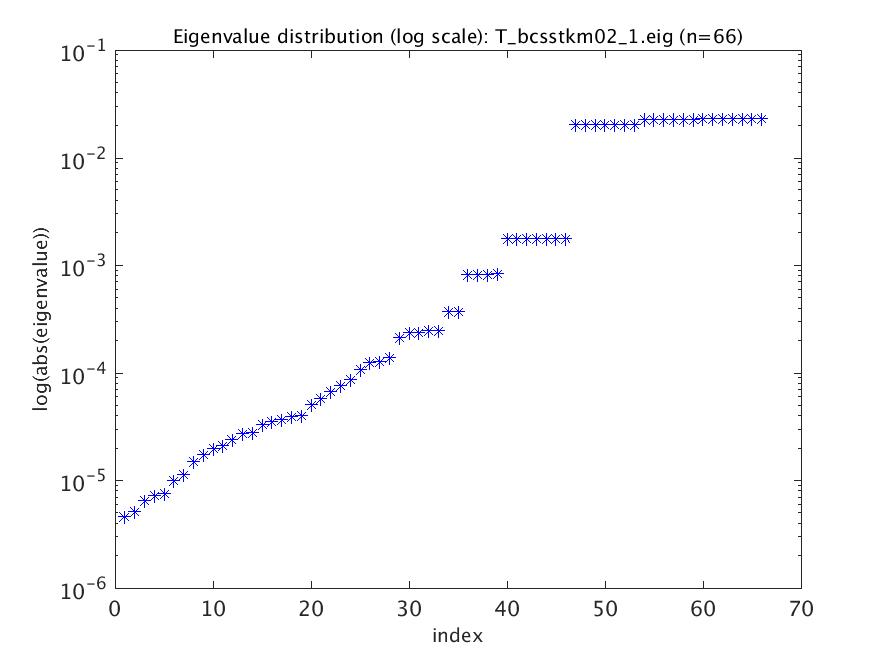 Eigenvalue distribution (log scale): T_bcsstkm02_1.eig (n=66)
10^-1
10^-2
10^-3
10^-4
10^-5
10^-6
log(abs(eigenvalue))
0 10 20 30 40 50 60 70
index